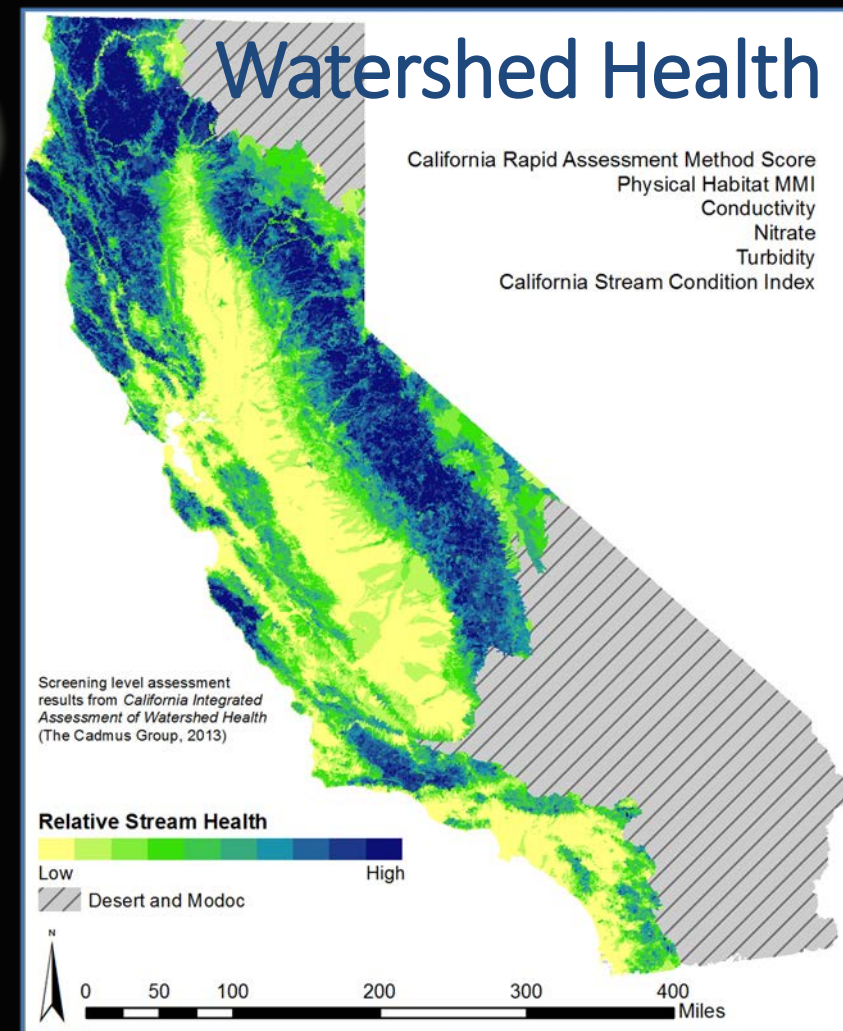 Watershed Health
California Rapid Assessment Method Score
Physical Habitat MMI
Conductivity
Nitrate
Turbidity
California Stream Condition Index
Screening level assessment
results from California Integrated
Assessment of Watershed Health
(The Cadmus Group, 2013)
Relative Stream Health
Low High
Desert and Modoc
N
0 50 100 200 300 400
Miles